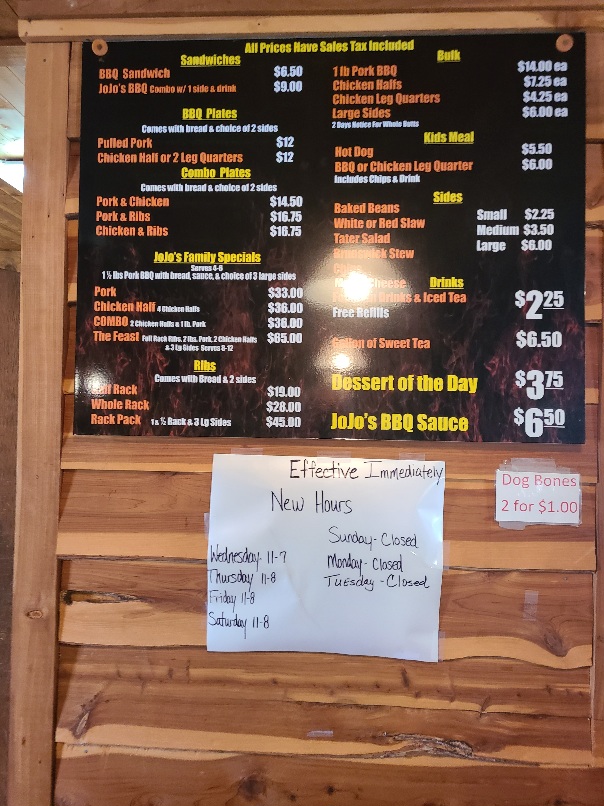 All Prices Have Sales Tax Included
Sandwiches
BBQ Sandwich $6.50
JoJo's BBQ Combo w/ 1 side & drink $9.00
BBQ Plates
Comes with bread & choice of 2 sides
Pulled Pork $12
Chicken Half or 2 Leg Quarters $12
Combo Plates
Comes with bread & choice of 2 sides
Pork & Chicken $14.50
Pork & Ribs $16.75
Chicken & Ribs $16.75
JoJo's Family Specials
Serves 4-6
1 ½ lbs Pork BBQ with bread, sauce, & choice of 3 large sides
Pork $33.00
Chicken Half 4 Chicken Halfs $36.00
COMBO 2 Chicken Halfs & 1 lb. Pork $36.00
The Feast Full Rack Ribs, 2 lbs. Pork, 2 Chicken Halfs $85.00
& 3 Lg Sides Serves 8-12
Ribs
Comes with Bread & 2 sides
Half Rack $19.00
Whole Rack $28.00
Rack Pack 1 & ½ Rack & 3 Lg Sides $45.00
Bulk
1 lb Pork BBQ $14.00 ea
Chicken Halfs $7.25 ea
Chicken Leg Quarters $4.25 ea
Large Sides $6.00 ea
2 Days Notice For Whole Butts
Kids Meal
Hot Dog $5.50
BBQ or Chicken Leg Quarter $6.00
Includes Chips & Drink
Sides
Baked Beans
White or Red Slaw
Tater Salad
Brunswick Stew
Cheese
Small $2.25
Medium $3.50
Large $6.00
Drinks
Drinks & Iced Tea $2.25
Free Refills
Gallon of Sweet Tea $6.50
Dessert of the Day $3.75
JoJo's BBQ Sauce $6.50
Effective Immediately
New Hours
Wednesday 11-7
Thursday 11-8
Friday 11-8
Saturday 11-8
Sunday - Closed
Monday - Closed
Tuesday - Closed
Dog Bones
2 for $1.00